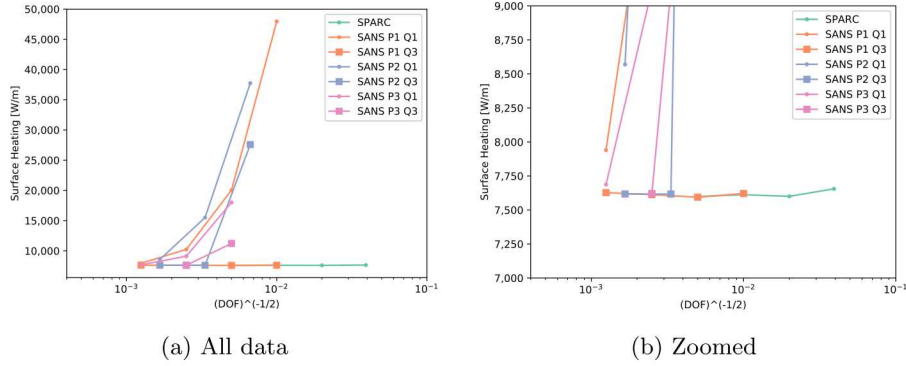 50,000
45,000
40,000
35,000
30,000
25,000
20,000
15,000
10,000
Surface Heating [W/m]
10^-3
10^-2
10^-1
(DOF)^(-1/2)
SPARC
SANS P1 Q1
SANS P1 Q3
SANS P2 Q1
SANS P2 Q3
SANS P3 Q1
SANS P3 Q3
(a) All data
9,000
8,750
8,500
8,250
8,000
7,750
7,500
7,250
7,000
Surface Heating [W/m]
10^-3
10^-2
10^-1
(DOF)^(-1/2)
SPARC
SANS P1 Q1
SANS P1 Q3
SANS P2 Q1
SANS P2 Q3
SANS P3 Q1
SANS P3 Q3
(b) Zoomed